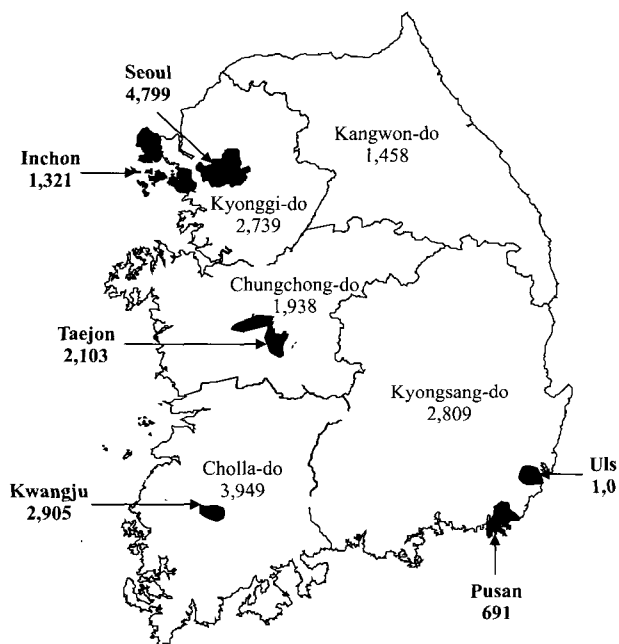 Seoul
4,799
Kangwon-do
1,458
Inchon
1,321
Kyonggi-do
2,739
Chungchong-do
1,938
Taejon
2,103
Kyongsang-do
2,809
Cholla-do
3,949
Uls
1,0
Kwangju
2,905
Pusan
691